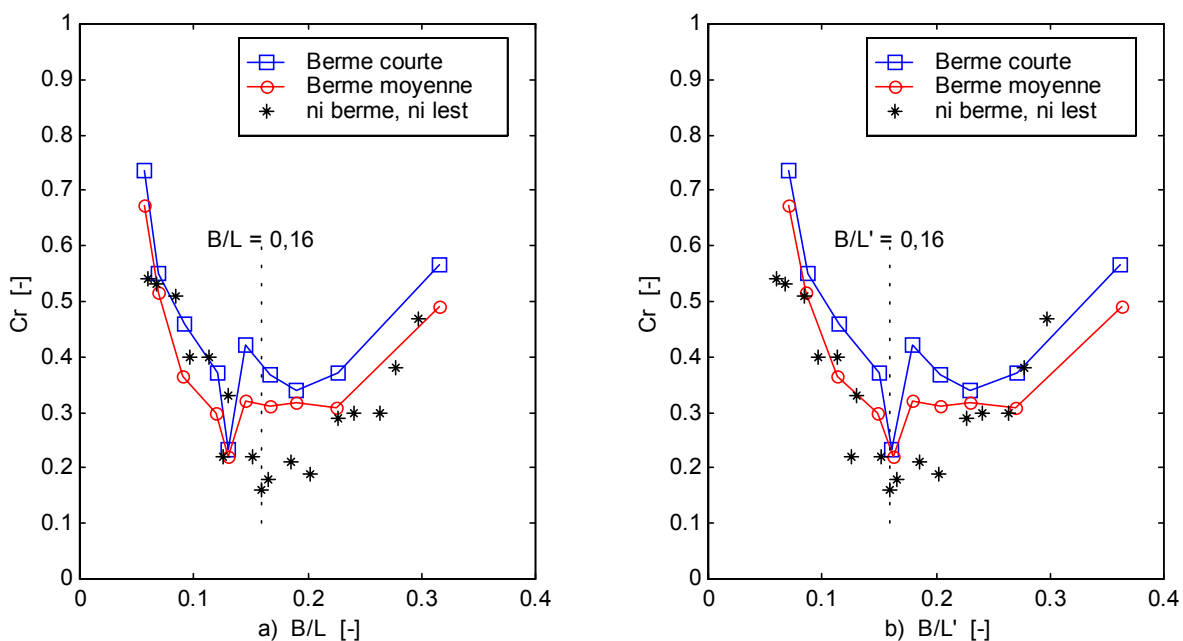 1
0.9
0.8
0.7
0.6
0.5
0.4
0.3
0.2
0.1
0
Cr [-]
Berme courte
Berme moyenne
ni berme, ni lest
B/L = 0,16
0
0.1
0.2
0.3
0.4
a) B/L [-]
1
0.9
0.8
0.7
0.6
0.5
0.4
0.3
0.2
0.1
0
Cr [-]
Berme courte
Berme moyenne
ni berme, ni lest
B/L' = 0,16
0
0.1
0.2
0.3
0.4
b) B/L' [-]